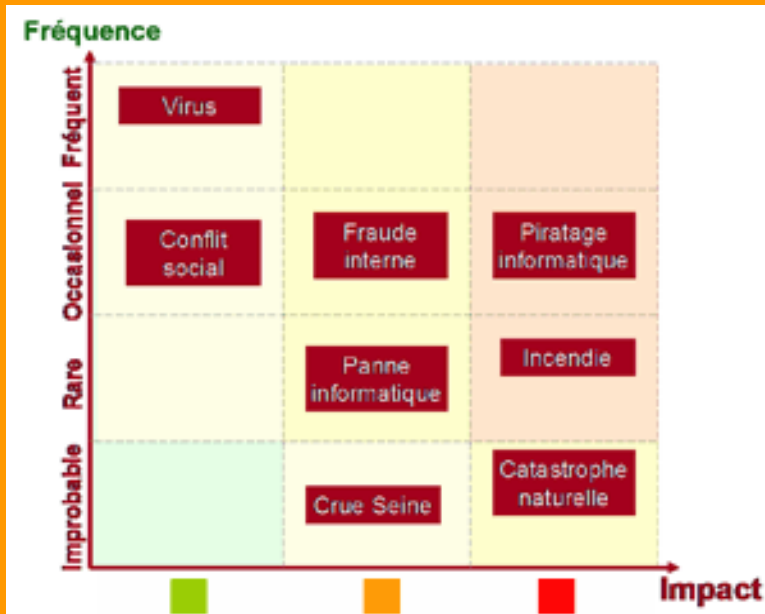 Fréquence
Fréquent
Virus
Occasionnel
Conflit
social
Fraude
interne
Piratage
informatique
Rare
Panne
informatique
Incendie
Improbable
Crue Seine
Catastrophe
naturelle
Impact